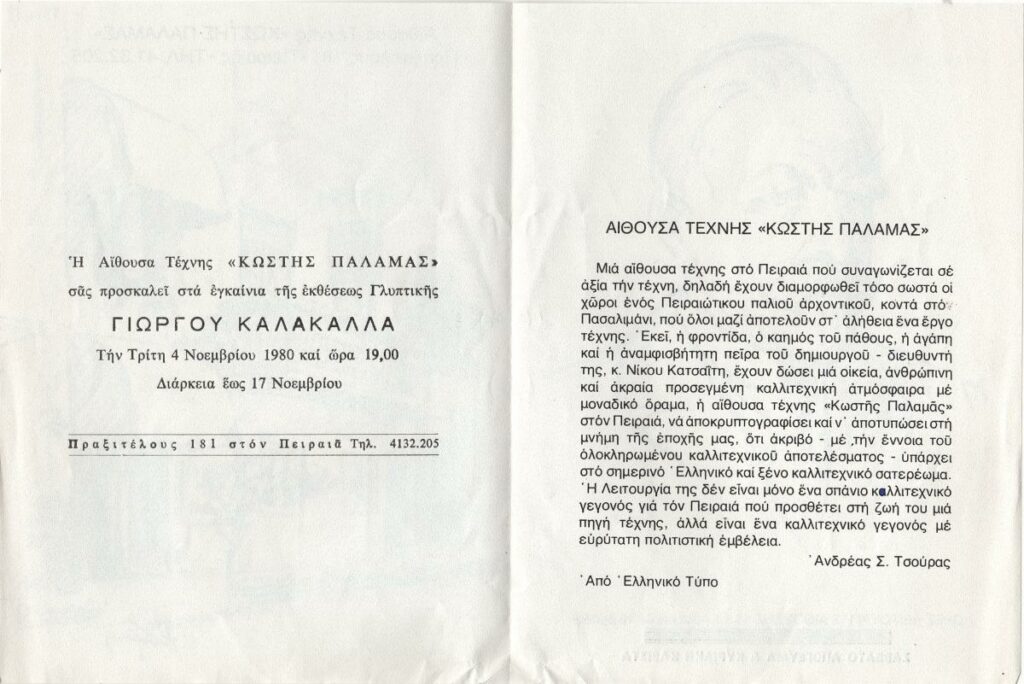 Ἡ Αἴθουσα Τέχνης «ΚΩΣΤΗΣ ΠΑΛΑΜΑΣ»
σᾶς προσκαλεῖ στά ἐγκαίνια τῆς ἐκθέσεως Γλυπτικῆς
ΓΙΩΡΓΟΥ ΚΑΛΑΚΑΛΛΑ
Τήν Τρίτη 4 Νοεμβρίου 1980 καί ὥρα 19,00
Διάρκεια ἕως 17 Νοεμβρίου
Πραξιτέλους 181 στόν Πειραιᾶ Τηλ. 4132.205
ΑΙΘΟΥΣΑ ΤΕΧΝΗΣ «ΚΩΣΤΗΣ ΠΑΛΑΜΑΣ»
Μιά αἴθουσα τέχνης στό Πειραιᾶ πού συναγωνίζεται σέ
ἀξία τήν τέχνη, δηλαδή ἔχουν διαμορφωθεῖ τόσο σωστά οἱ
χῶροι ἑνός Πειραιώτικου παλιοῦ ἀρχοντικοῦ, κοντά στό
Πασαλιμάνι, πού ὅλοι μαζί ἀποτελοῦν στ᾽ ἀλήθεια ἕνα ἔργο
τέχνης. Ἐκεῖ, ἡ φροντίδα, ὁ καημός τοῦ πάθους, ἡ ἀγάπη
καί ἡ ἀναμφισβήτητη πεῖρα τοῦ δημιουργοῦ - διευθυντῆ
της, κ. Νίκου Κατσαΐτη, ἔχουν δώσει μιά οἰκεία, ἀνθρώπινη
καί ἀκραία προσεγμένη καλλιτεχνική ἀτμόσφαιρα μέ
μοναδικό ὅραμα, ἡ αἴθουσα τέχνης «Κωστῆς Παλαμᾶς»
στόν Πειραιᾶ, νά ἀποκρυπτογραφίσει καί ν᾽ ἀποτυπώσει στή
μνήμη τῆς ἐποχῆς μας, ὅτι ἀκριβό - μέ τήν ἔννοια τοῦ
ὁλοκληρωμένου καλλιτεχνικοῦ ἀποτελέσματος - ὑπάρχει
στό σημερινό Ἑλληνικό καί ξένο καλλιτεχνικό σατερέωμα.
Ἡ Λειτουργία της δέν εἶναι μόνο ἕνα σπάνιο καλλιτεχνικό
γεγονός γιά τόν Πειραιᾶ πού προσθέτει στή ζωή του μιά
πηγή τέχνης, ἀλλά εἶναι ἕνα καλλιτεχνικό γεγονός μέ
εὐρύτατη πολιτιστική ἐμβέλεια.
Ἀνδρέας Σ. Τσούρας
Ἀπό Ἑλληνικό Τύπο